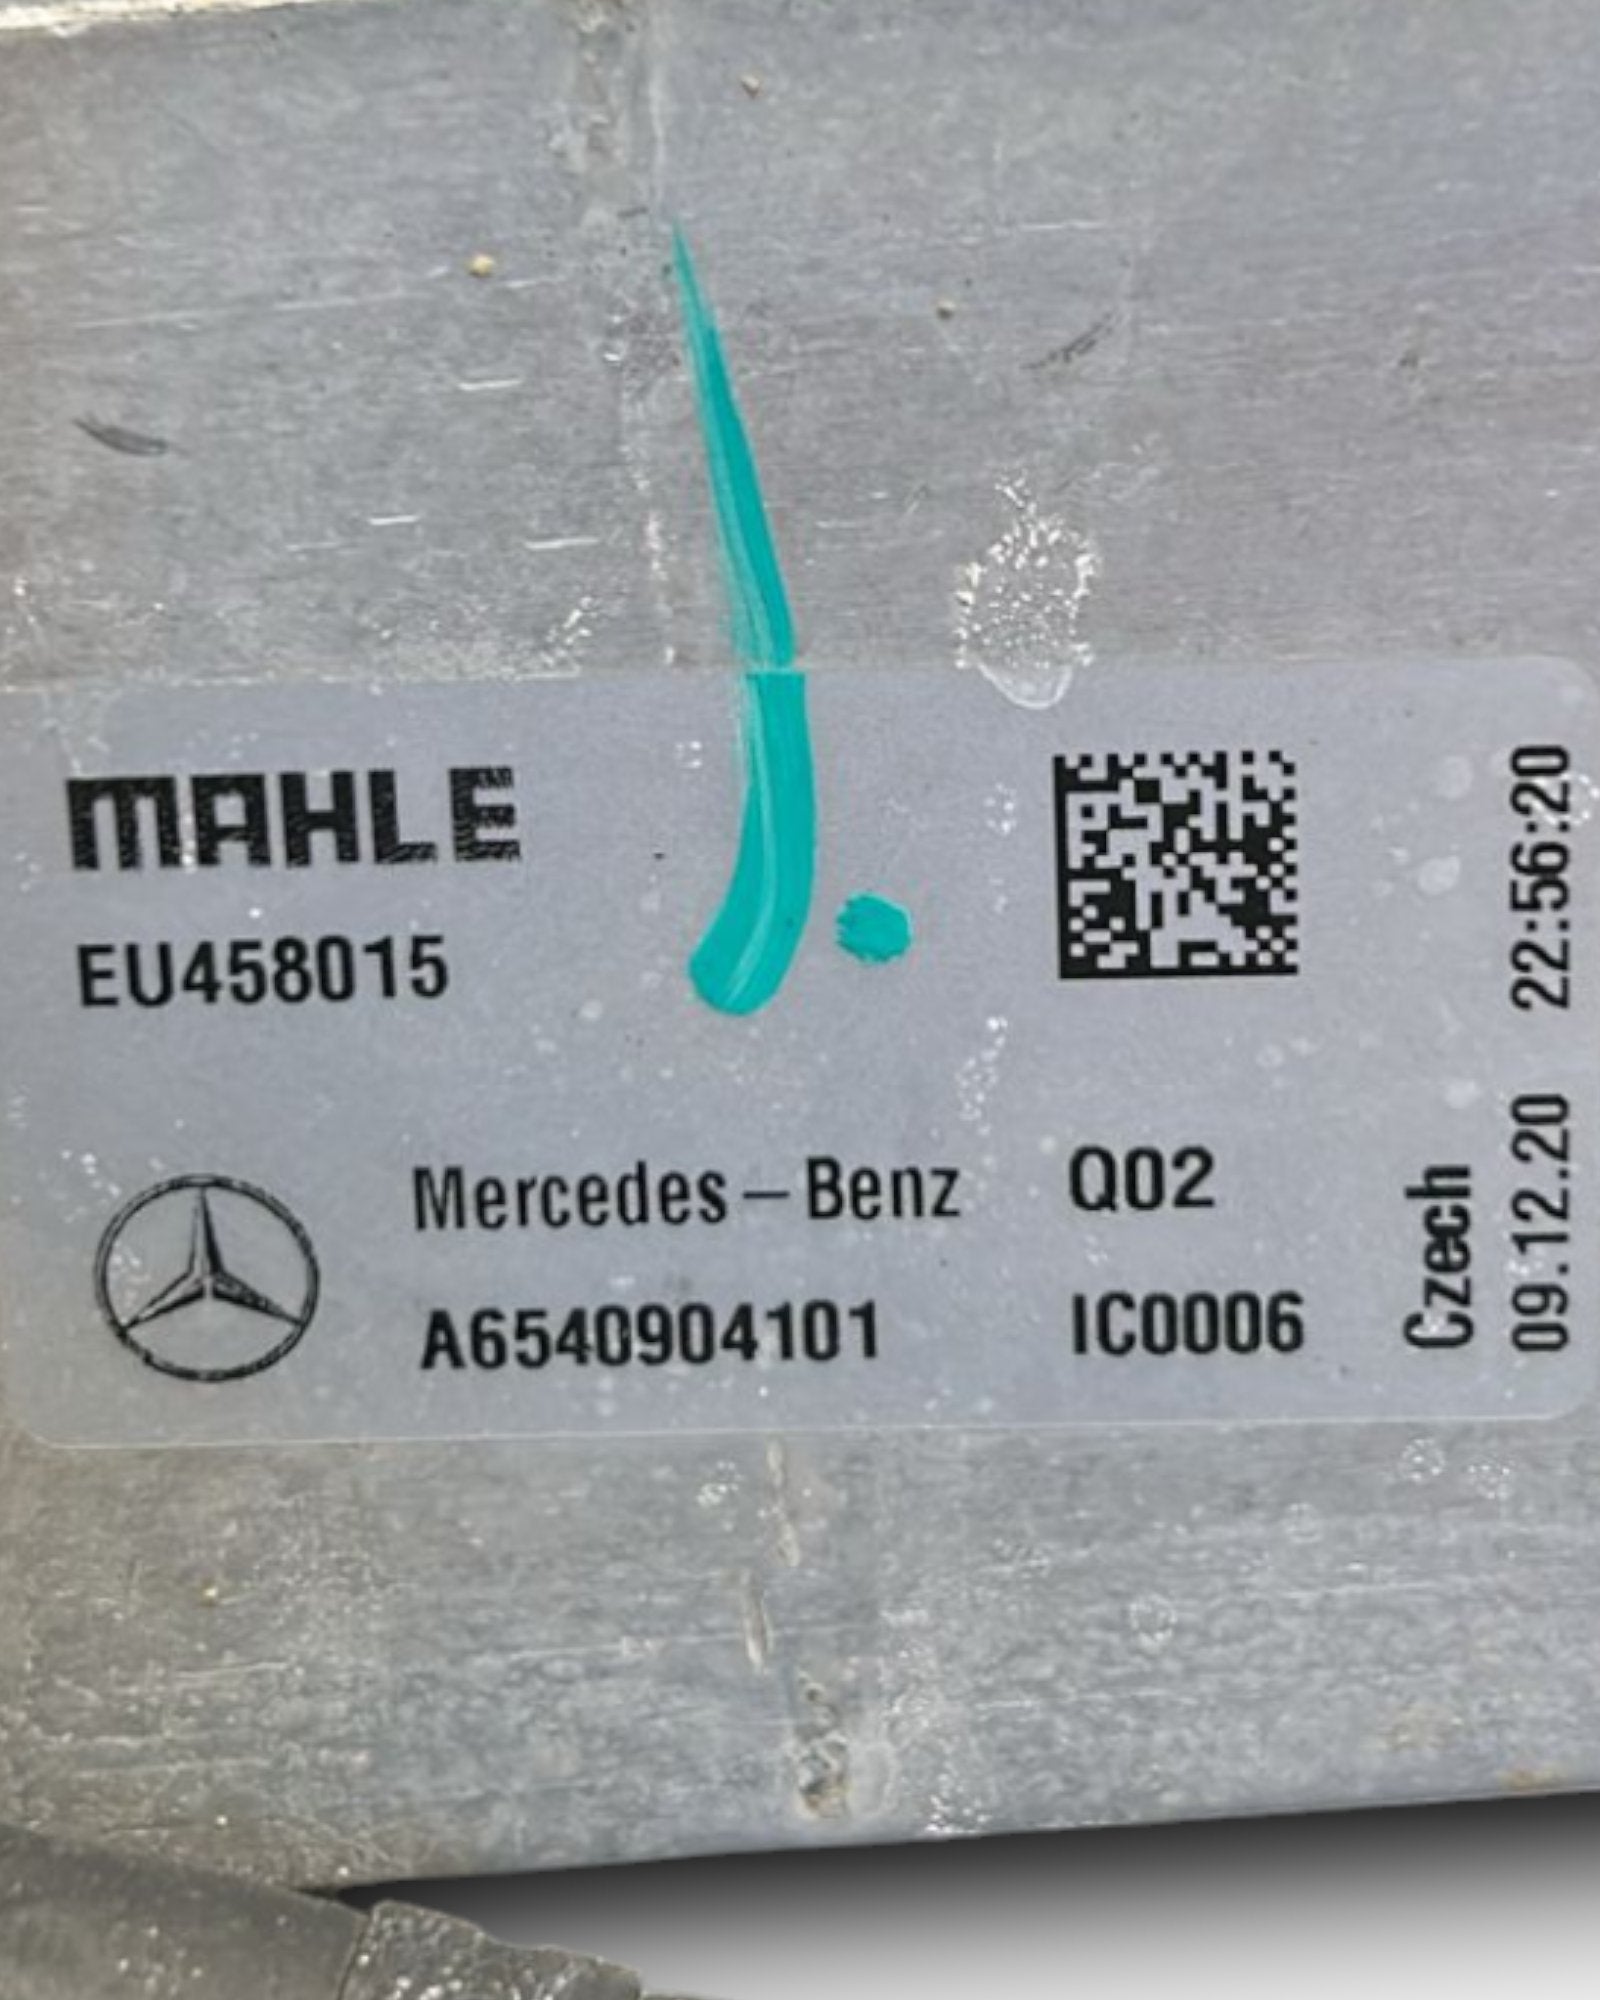 MAHLE
EU458015
Mercedes – Benz
Q02
A6540904101
IC0006
Czech
09.12.20 22:56:20